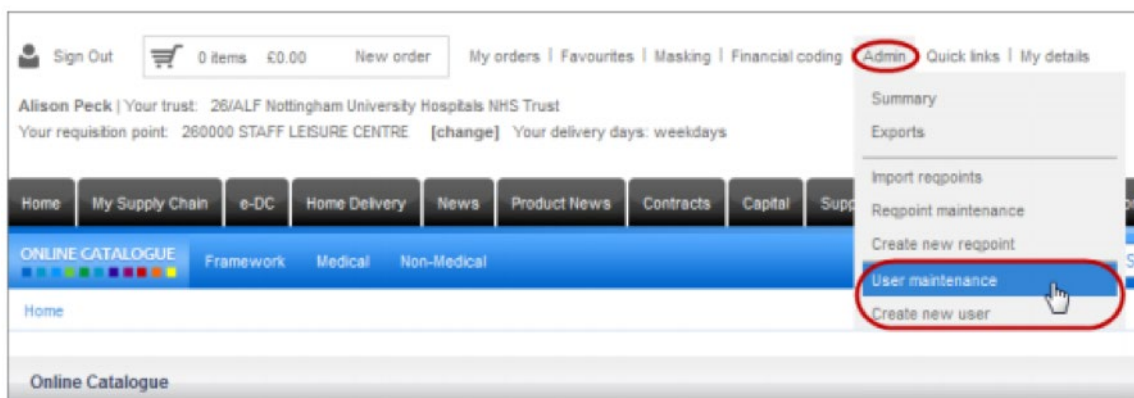 Sign Out 0 items £0.00 New order My orders | Favourites | Masking | Financial coding | Admin Quick links | My details
Alison Peck | Your trust: 26/ALF Nottingham University Hospitals NHS Trust
Your requisition point: 260000 STAFF LEISURE CENTRE [change] Your delivery days: weekdays
Summary
Exports
Import reqpoints
Reqpoint maintenance
Create new reqpoint
User maintenance
Create new user
Home My Supply Chain e-DC Home Delivery News Product News Contracts Capital
ONLINE CATALOGUE Framework Medical Non-Medical
Home
Online Catalogue